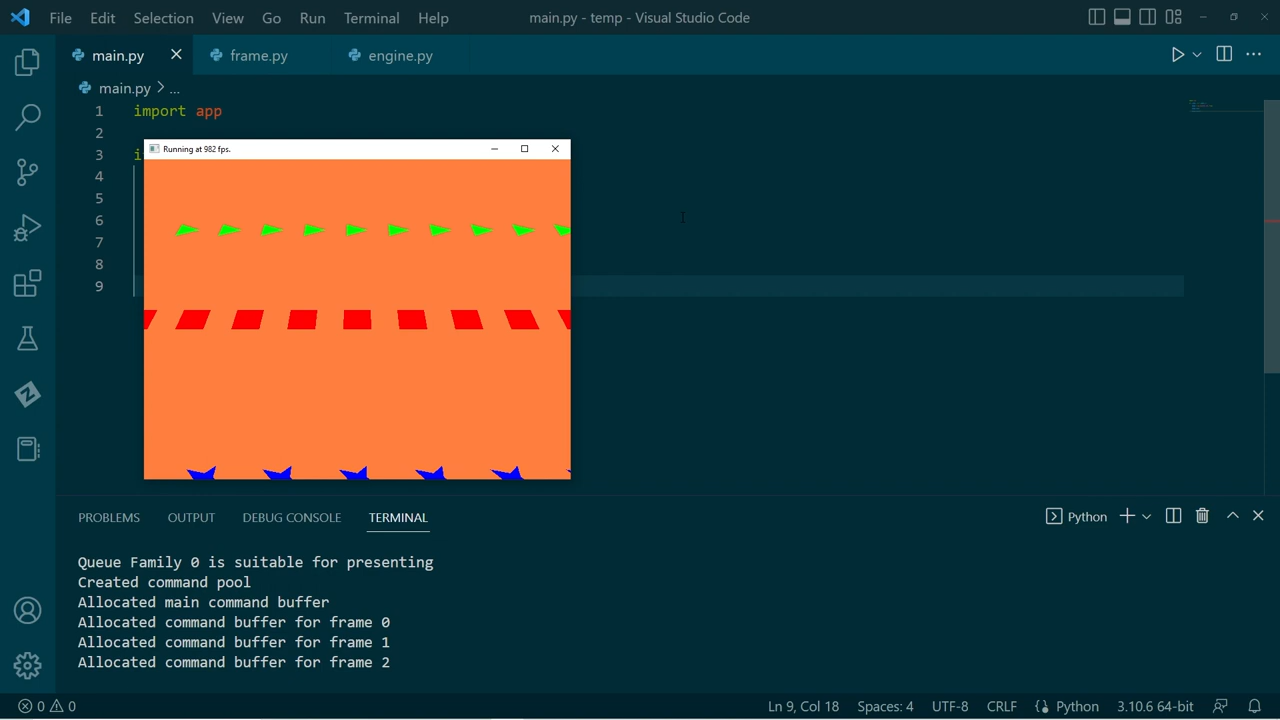 File Edit Selection View Go Run Terminal Help main.py - temp - Visual Studio Code
main.py frame.py engine.py
main.py > ...
1 import app
2
3 i
4
5
6
7
8
9
Running at 982 fps.
PROBLEMS OUTPUT DEBUG CONSOLE TERMINAL Python
Queue Family 0 is suitable for presenting
Created command pool
Allocated main command buffer
Allocated command buffer for frame 0
Allocated command buffer for frame 1
Allocated command buffer for frame 2
0 0 Ln 9, Col 18 Spaces: 4 UTF-8 CRLF Python 3.10.6 64-bit